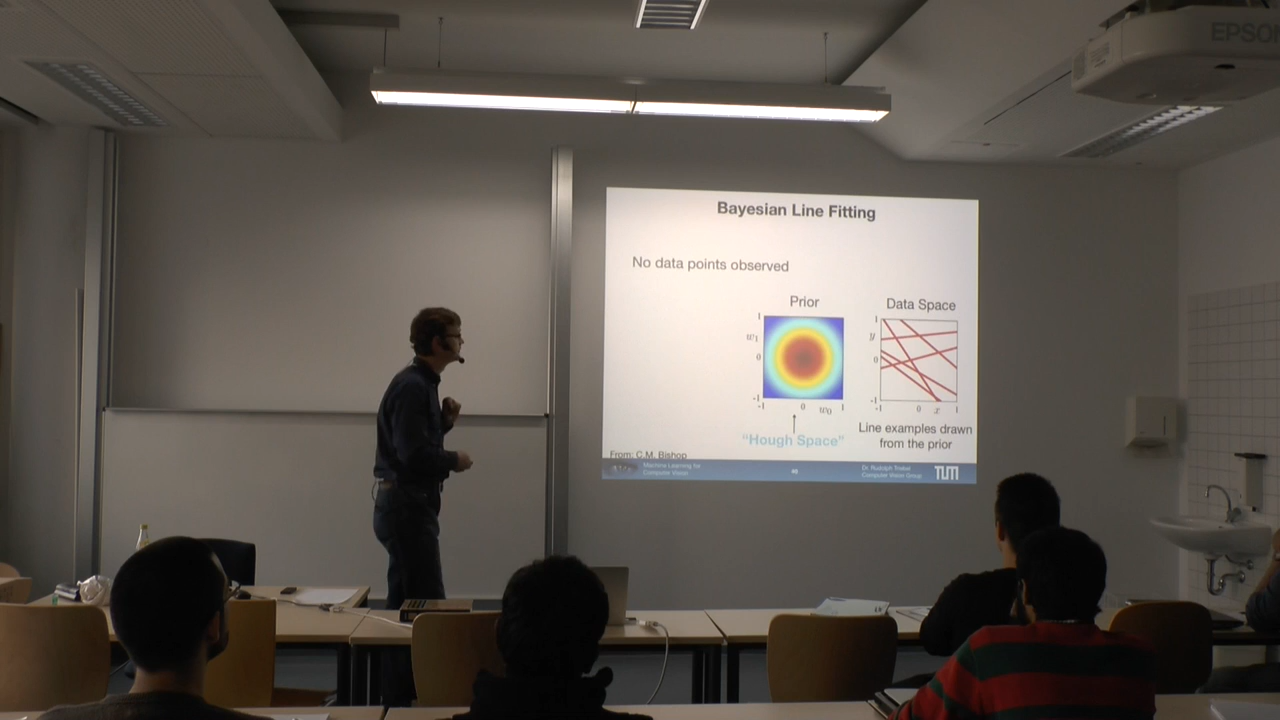 EPSON
Bayesian Line Fitting
No data points observed
Prior
Data Space
1
w1
0
-1
-1 0 w0 1
1
y
0
-1
-1 0 x 1
"Hough Space"
Line examples drawn
from the prior
From: C.M. Bishop
Machine Learning for
Computer Vision
Dr. Rudolph Triebel
Computer Vision Group
TUM